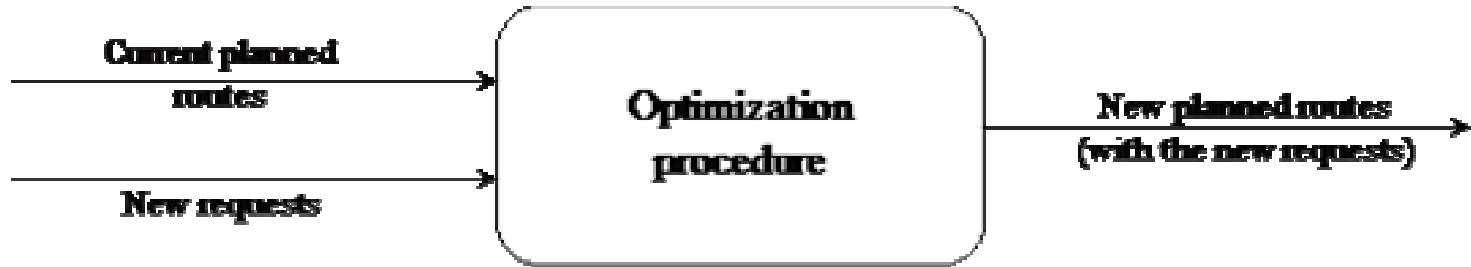 Current planned
routes
New requests
Optimization
procedure
New planned routes
(with the new requests)